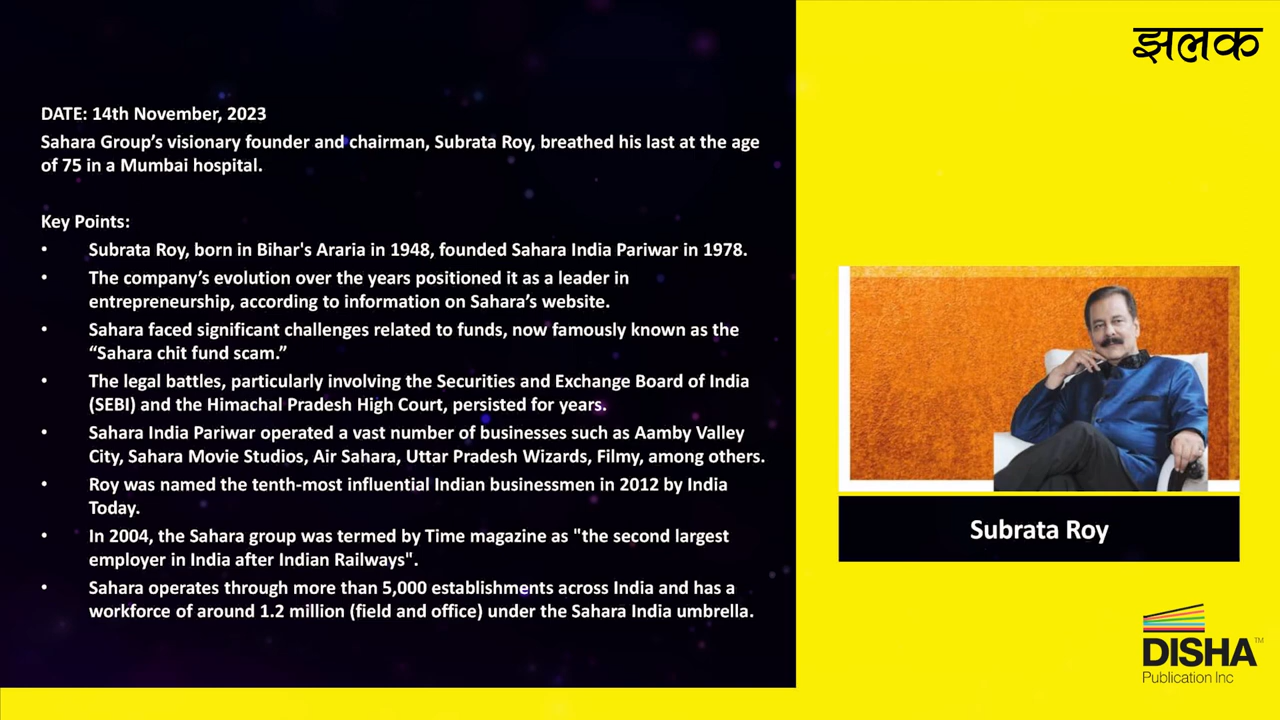 झलक
DATE: 14th November, 2023
Sahara Group’s visionary founder and chairman, Subrata Roy, breathed his last at the age
of 75 in a Mumbai hospital.
Key Points:
• Subrata Roy, born in Bihar's Araria in 1948, founded Sahara India Pariwar in 1978.
• The company’s evolution over the years positioned it as a leader in
entrepreneurship, according to information on Sahara’s website.
• Sahara faced significant challenges related to funds, now famously known as the
“Sahara chit fund scam.”
• The legal battles, particularly involving the Securities and Exchange Board of India
(SEBI) and the Himachal Pradesh High Court, persisted for years.
• Sahara India Pariwar operated a vast number of businesses such as Aamby Valley
City, Sahara Movie Studios, Air Sahara, Uttar Pradesh Wizards, Filmy, among others.
• Roy was named the tenth-most influential Indian businessmen in 2012 by India
Today.
• In 2004, the Sahara group was termed by Time magazine as "the second largest
employer in India after Indian Railways".
• Sahara operates through more than 5,000 establishments across India and has a
workforce of around 1.2 million (field and office) under the Sahara India umbrella.
Subrata Roy
DISHA™
Publication Inc